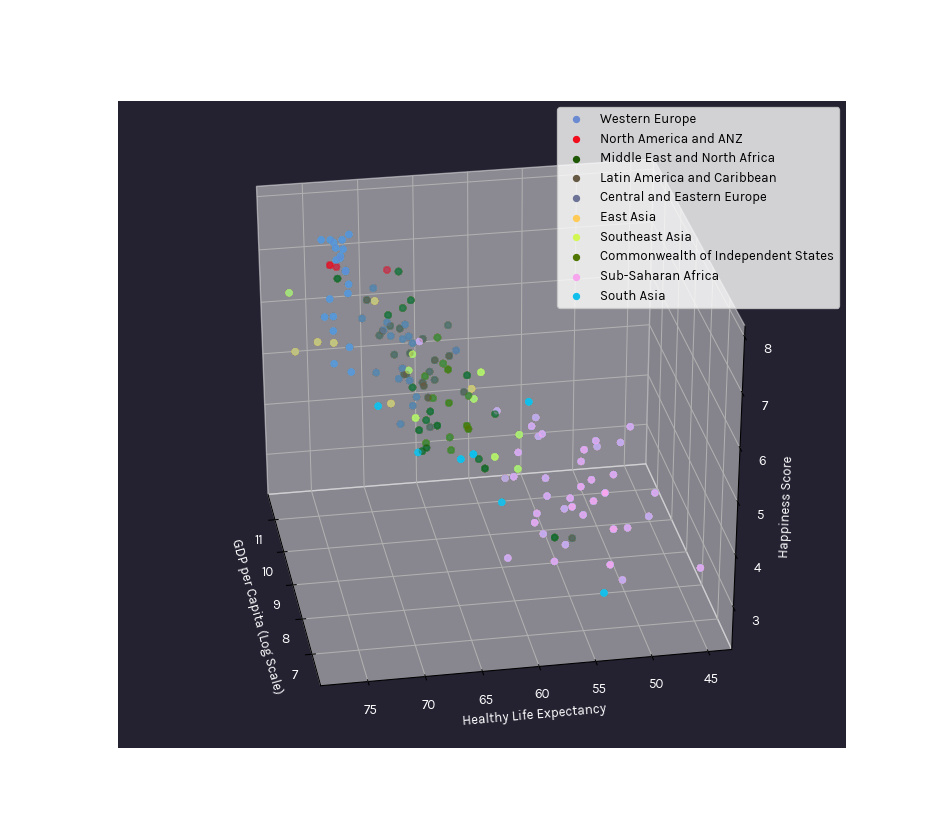 Western Europe
North America and ANZ
Middle East and North Africa
Latin America and Caribbean
Central and Eastern Europe
East Asia
Southeast Asia
Commonwealth of Independent States
Sub-Saharan Africa
South Asia
8
7
6
5
4
3
Happiness Score
11
10
9
8
7
GDP per Capita (Log Scale)
75
70
65
60
55
50
45
Healthy Life Expectancy